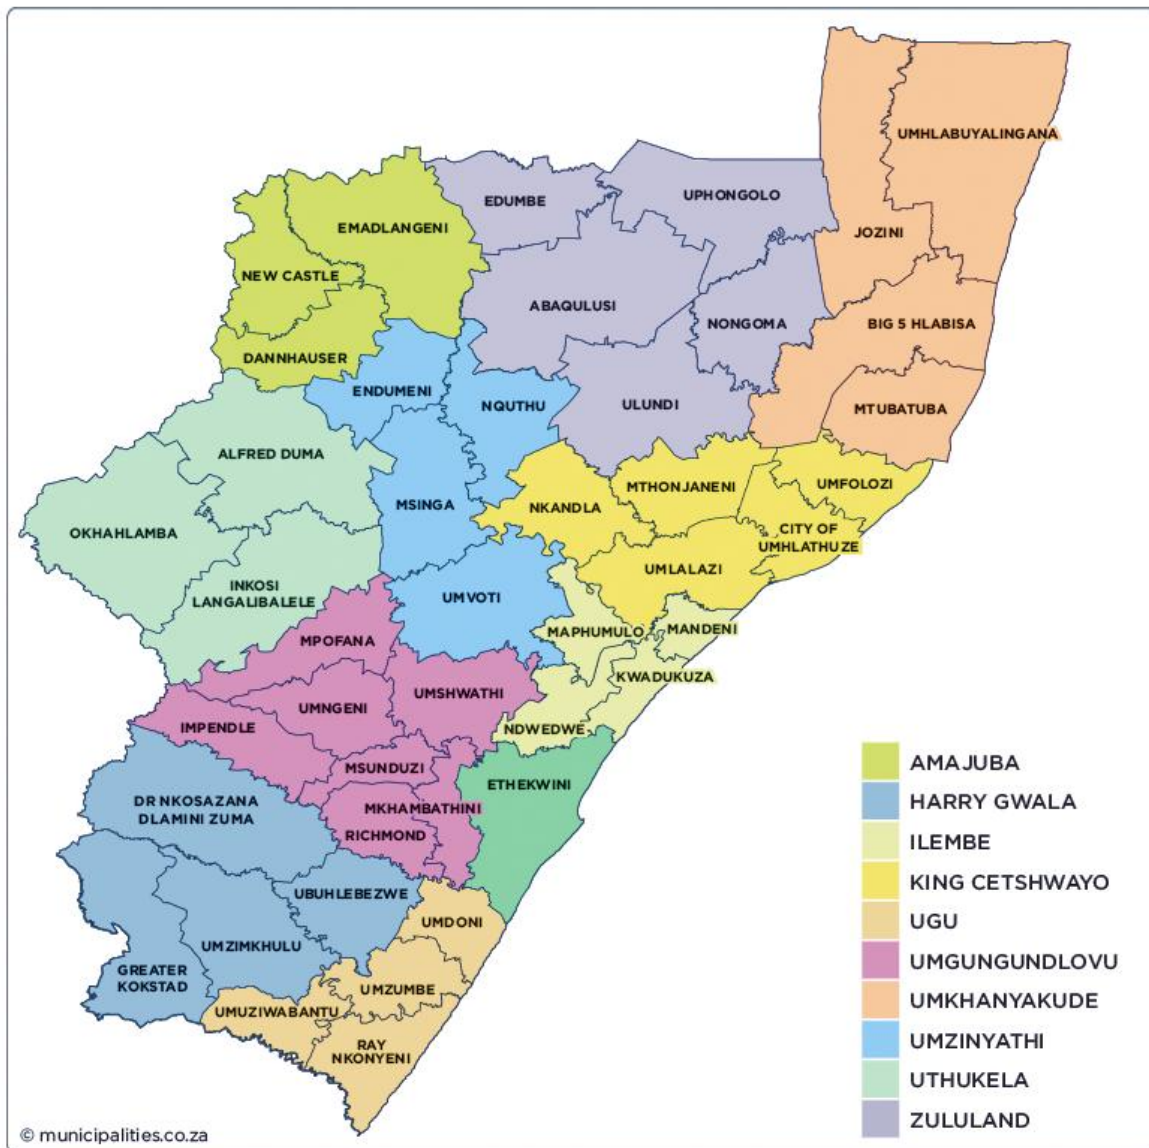 UMHLABUYALINGANA
UPHONGOLO
EDUMBE
EMADLANGENI
JOZINI
NEW CASTLE
ABAQULUSI
NONGOMA
BIG 5 HLABISA
DANNHAUSER
ENDUMENI
NQUTHU
ULUNDI
MTUBATUBA
ALFRED DUMA
MTHONJANENI
UMFOLOZI
MSINGA
NKANDLA
OKHAHLAMBA
CITY OF
UMHLATHUZE
UMLALAZI
INKOSI
LANGALIBALELE
UMVOTI
MAPHUMULO
MANDENI
MPOFANA
KWADUKUZA
UMSHWATHI
UMNGENI
IMPENDLE
NDWEDWE
MSUNDUZI
ETHEKWINI
DR NKOSAZANA
DLAMINI ZUMA
MKHAMBATHINI
RICHMOND
UBUHLEBEZWE
UMDONI
UMZIMKHULU
GREATER
KOKSTAD
UMZUMBE
UMUZIWABANTU
RAY
NKONYENI
AMAJUBA
HARRY GWALA
ILEMBE
KING CETSHWAYO
UGU
UMGUNGUNDLOVU
UMKHANYAKUDE
UMZINYATHI
UTHUKELA
ZULULAND
© municipalities.co.za